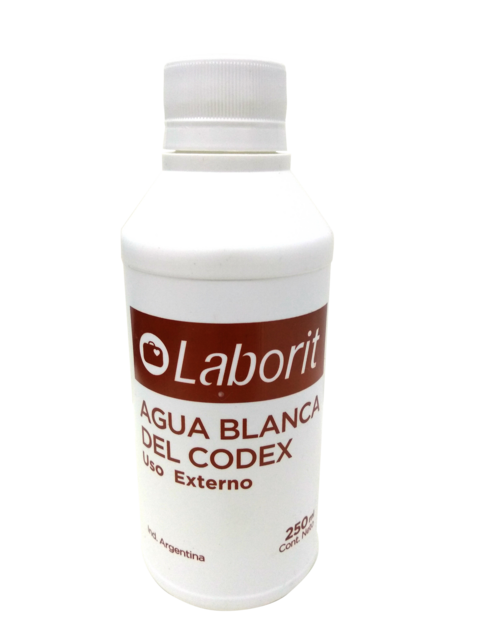 Laborit
®
AGUA BLANCA
DEL CODEX
Uso Externo
250 ml
Cont. Neto
Ind. Argentina